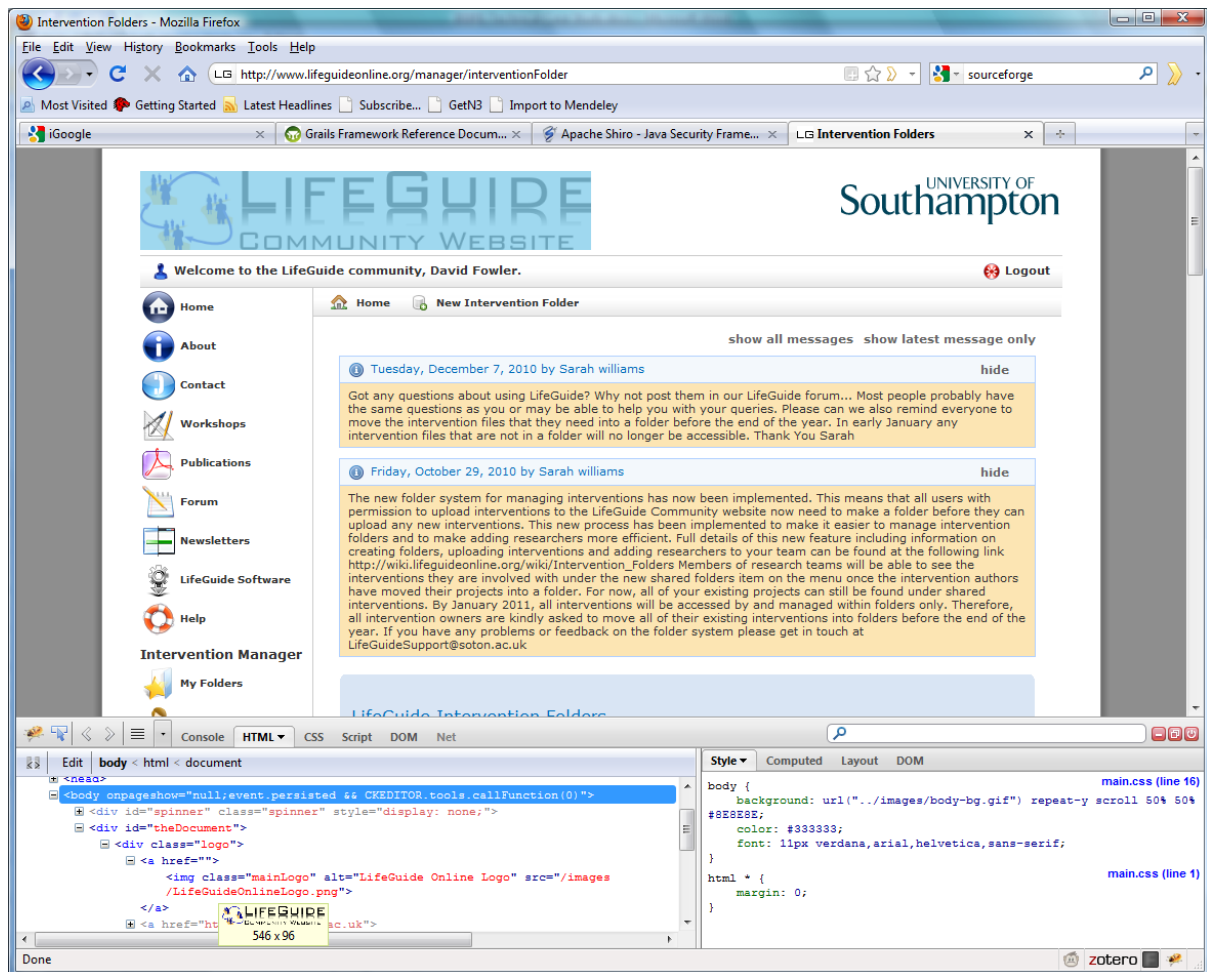 Intervention Folders - Mozilla Firefox
File Edit View History Bookmarks Tools Help
LG http://www.lifeguideonline.org/manager/interventionFolder
sourceforge
Most Visited Getting Started Latest Headlines Subscribe... GetN3 Import to Mendeley
iGoogle
Grails Framework Reference Docum...
Apache Shiro - Java Security Frame...
LG Intervention Folders
LIFEGUIDE
COMMUNITY WEBSITE
UNIVERSITY OF
Southampton
Welcome to the LifeGuide community, David Fowler.
Logout
Home
About
Contact
Workshops
Publications
Forum
Newsletters
LifeGuide Software
Help
Intervention Manager
My Folders
Home New Intervention Folder
show all messages show latest message only
Tuesday, December 7, 2010 by Sarah williams hide
Got any questions about using LifeGuide? Why not post them in our LifeGuide forum... Most people probably have
the same questions as you or may be able to help you with your queries. Please can we also remind everyone to
move the intervention files that they need into a folder before the end of the year. In early January any
intervention files that are not in a folder will no longer be accessible. Thank You Sarah
Friday, October 29, 2010 by Sarah williams hide
The new folder system for managing interventions has now been implemented. This means that all users with
permission to upload interventions to the LifeGuide Community website now need to make a folder before they can
upload any new interventions. This new process has been implemented to make it easier to manage intervention
folders and to make adding researchers more efficient. Full details of this new feature including information on
creating folders, uploading interventions and adding researchers to your team can be found at the following link
http://wiki.lifeguideonline.org/wiki/Intervention_Folders Members of research teams will be able to see the
interventions they are involved with under the new shared folders item on the menu once the intervention authors
have moved their projects into a folder. For now, all of your existing projects can still be found under shared
interventions. By January 2011, all interventions will be accessed by and managed within folders only. Therefore,
all intervention owners are kindly asked to move all of their existing interventions into folders before the end of the
year. If you have any problems or feedback on the folder system please get in touch at
LifeGuideSupport@soton.ac.uk
LifeGuide Intervention Folders
Console HTML CSS Script DOM Net
Edit body < html < document
<head>
<body onpageshow="null;event.persisted && CKEDITOR.tools.callFunction(0)">
<div id="spinner" class="spinner" style="display: none;">
<div id="theDocument">
<div class="logo">
<a href="">
<img class="mainLogo" alt="LifeGuide Online Logo" src="/images
/LifeGuideOnlineLogo.png">
</a>
<a href="ht ac.uk">
LIFEGUIDE
COMMUNITY WEBSITE
546 x 96
Style Computed Layout DOM
body { main.css (line 16)
background: url("../images/body-bg.gif") repeat-y scroll 50% 50%
#8E8E8E;
color: #333333;
font: 11px verdana,arial,helvetica,sans-serif;
}
html * { main.css (line 1)
margin: 0;
}
Done
zotero